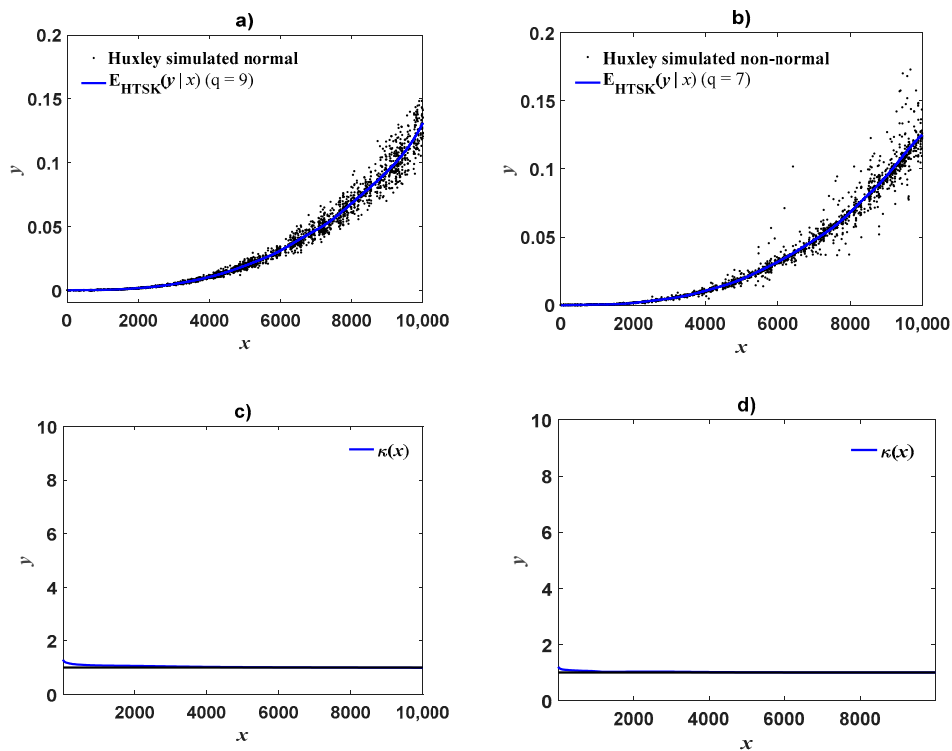 a)
0.2
0.15
0.1
0.05
0
y
Huxley simulated normal
E_HTSK(y | x) (q = 9)
0 2000 4000 6000 8000 10,000
x
b)
0.2
0.15
0.1
0.05
0
y
Huxley simulated non-normal
E_HTSK(y | x) (q = 7)
0 2000 4000 6000 8000 10,000
x
c)
10
8
6
4
2
0
y
κ(x)
2000 4000 6000 8000 10,000
x
d)
10
8
6
4
2
0
y
κ(x)
2000 4000 6000 8000
x